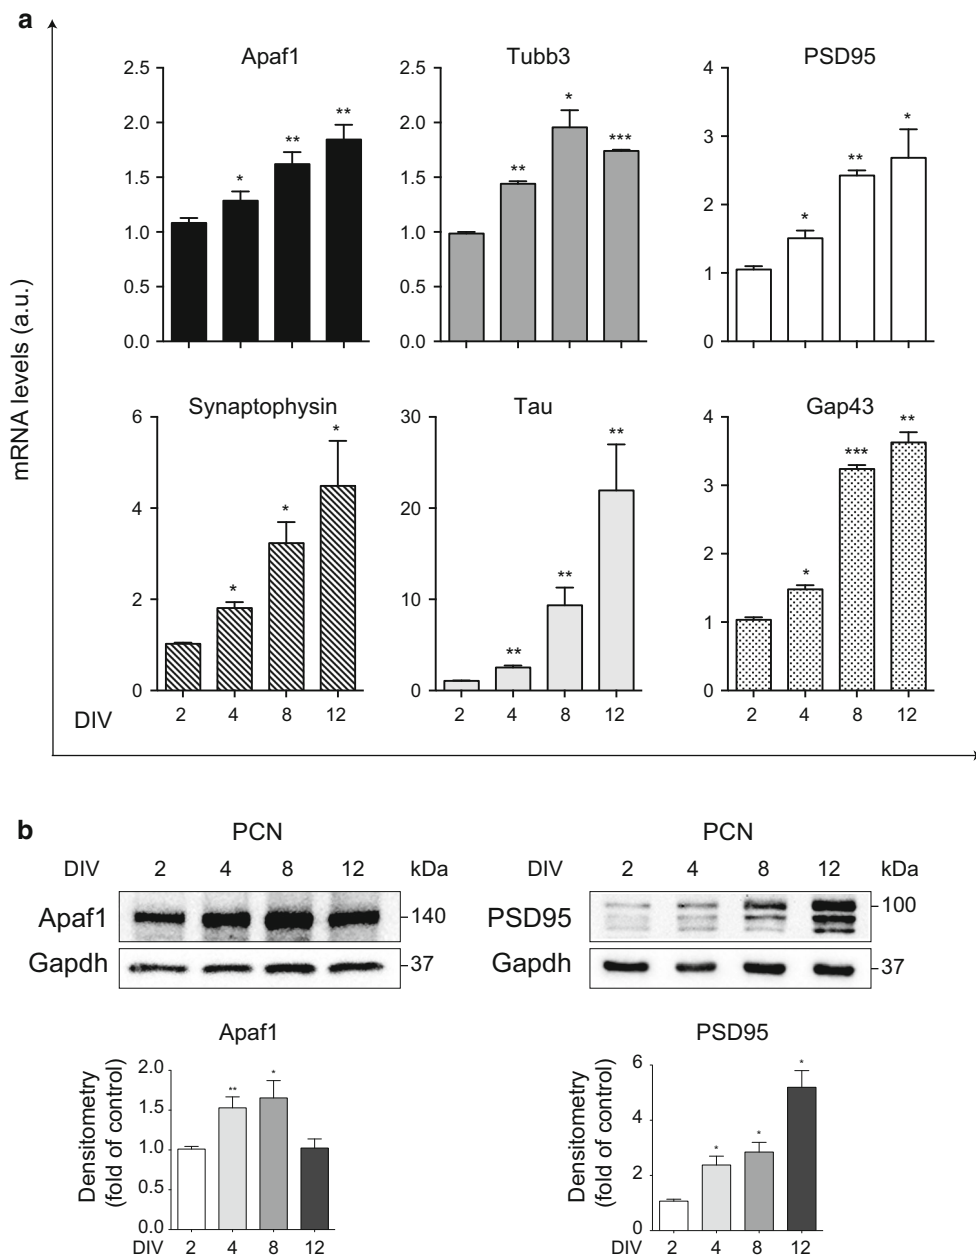 a
Apaf1 Tubb3 PSD95
2.5 2.5 4
2.0 2.0 3
1.5 1.5 2
1.0 1.0 1
0.5 0.5
0.0 0.0 0
* ** **
** * ***
* ** *
mRNA levels (a.u.)
Synaptophysin Tau Gap43
6 30 4
4 20 3
2 10 2
1
0 0 0
* * *
** ** **
* *** **
DIV 2 4 8 12 2 4 8 12 2 4 8 12
b
PCN PCN
DIV 2 4 8 12 kDa DIV 2 4 8 12 kDa
Apaf1 140 PSD95 100
Gapdh 37 Gapdh 37
Apaf1 PSD95
Densitometry
(fold of control)
2.0
1.5
1.0
0.5
0.0
** *
DIV 2 4 8 12
Densitometry
(fold of control)
6
4
2
0
* * *
DIV 2 4 8 12